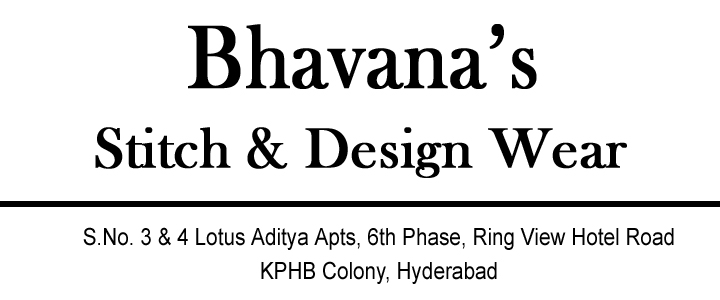 Bhavana's
Stitch & Design Wear
S.No. 3 & 4 Lotus Aditya Apts, 6th Phase, Ring View Hotel Road
KPHB Colony, Hyderabad